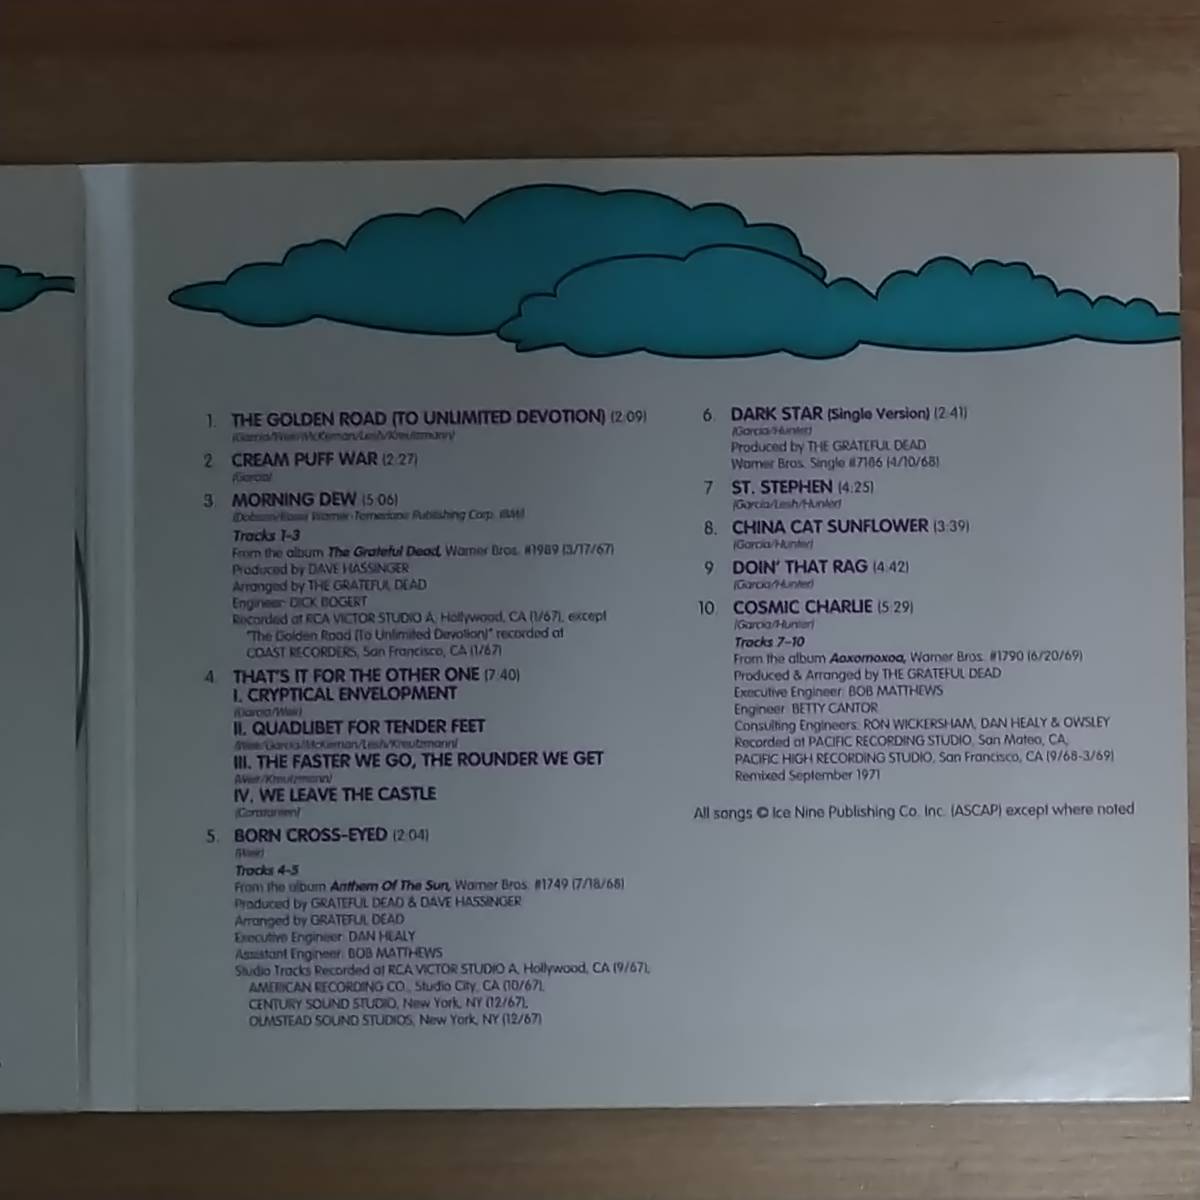 1. THE GOLDEN ROAD (TO UNLIMITED DEVOTION) (2:09)
(Garcia/Weir/McKernan/Lesh/Kreutzmann)
2. CREAM PUFF WAR (2:27)
(Garcia)
3. MORNING DEW (5:06)
(Dobson/Rose Warner-Tamerlane Publishing Corp. BMI)
Tracks 1–3
From the album The Grateful Dead, Warner Bros. #1989 (3/17/67)
Produced by DAVE HASSINGER
Arranged by THE GRATEFUL DEAD
Engineer: DICK BOGERT
Recorded at RCA VICTOR STUDIO A, Hollywood, CA (1/67), except
"The Golden Road (To Unlimited Devotion)" recorded at
COAST RECORDERS, San Francisco, CA (1/67)
4. THAT'S IT FOR THE OTHER ONE (7:40)
I. CRYPTICAL ENVELOPMENT
(Garcia/Weir)
II. QUADLIBET FOR TENDER FEET
(Weir/Garcia/McKernan/Lesh/Kreutzmann)
III. THE FASTER WE GO, THE ROUNDER WE GET
(Weir/Kreutzmann)
IV. WE LEAVE THE CASTLE
(Constanten)
5. BORN CROSS-EYED (2:04)
(Weir)
Tracks 4–5
From the album Anthem Of The Sun, Warner Bros. #1749 (7/18/68)
Produced by GRATEFUL DEAD & DAVE HASSINGER
Arranged by GRATEFUL DEAD
Executive Engineer: DAN HEALY
Assistant Engineer: BOB MATTHEWS
Studio Tracks Recorded at RCA VICTOR STUDIO A, Hollywood, CA (9/67),
AMERICAN RECORDING CO., Studio City, CA (10/67),
CENTURY SOUND STUDIO, New York, NY (12/67),
OLMSTEAD SOUND STUDIOS, New York, NY (12/67)
6. DARK STAR (Single Version) (2:41)
(Garcia/Hunter)
Produced by THE GRATEFUL DEAD
Warner Bros. Single #7186 (4/10/68)
7 ST. STEPHEN (4:25)
(Garcia/Lesh/Hunter)
8. CHINA CAT SUNFLOWER (3:39)
(Garcia/Hunter)
9 DOIN' THAT RAG (4:42)
(Garcia/Hunter)
10. COSMIC CHARLIE (5:29)
(Garcia/Hunter)
Tracks 7–10
From the album Aoxomoxoa, Warner Bros. #1790 (6/20/69)
Produced & Arranged by THE GRATEFUL DEAD
Executive Engineer: BOB MATTHEWS
Engineer: BETTY CANTOR
Consulting Engineers: RON WICKERSHAM, DAN HEALY & OWSLEY
Recorded at PACIFIC RECORDING STUDIO, San Mateo, CA,
PACIFIC HIGH RECORDING STUDIO, San Francisco, CA (9/68-3/69)
Remixed September 1971
All songs © Ice Nine Publishing Co. Inc. (ASCAP) except where noted